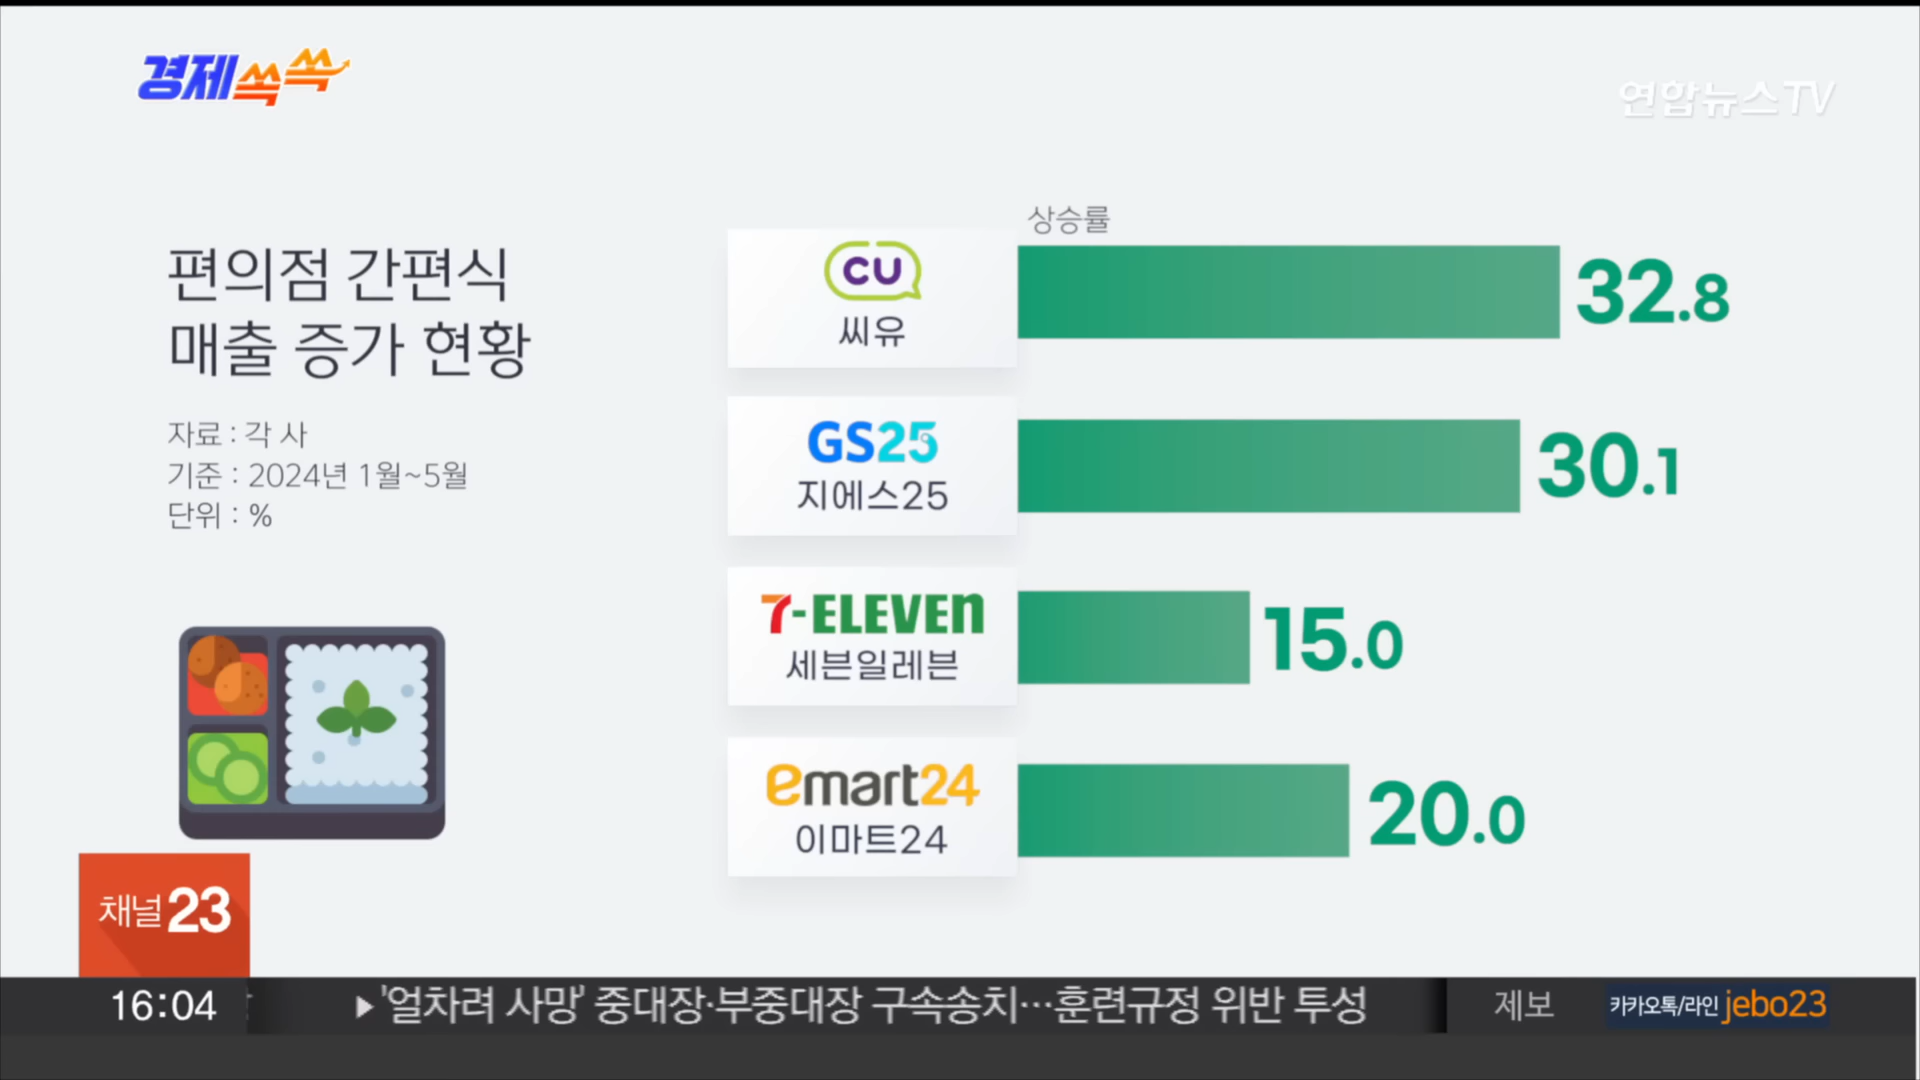 경제쏙쏙
연합뉴스TV
편의점 간편식
매출 증가 현황
자료 : 각 사
기준 : 2024년 1월~5월
단위 : %
상승률
CU
씨유
32.8
GS25
지에스25
30.1
7-ELEVEn
세븐일레븐
15.0
emart24
이마트24
20.0
채널23
16:04
▶'얼차려 사망' 중대장·부중대장 구속송치…훈련규정 위반 투성
제보
카카오톡/라인 jebo23